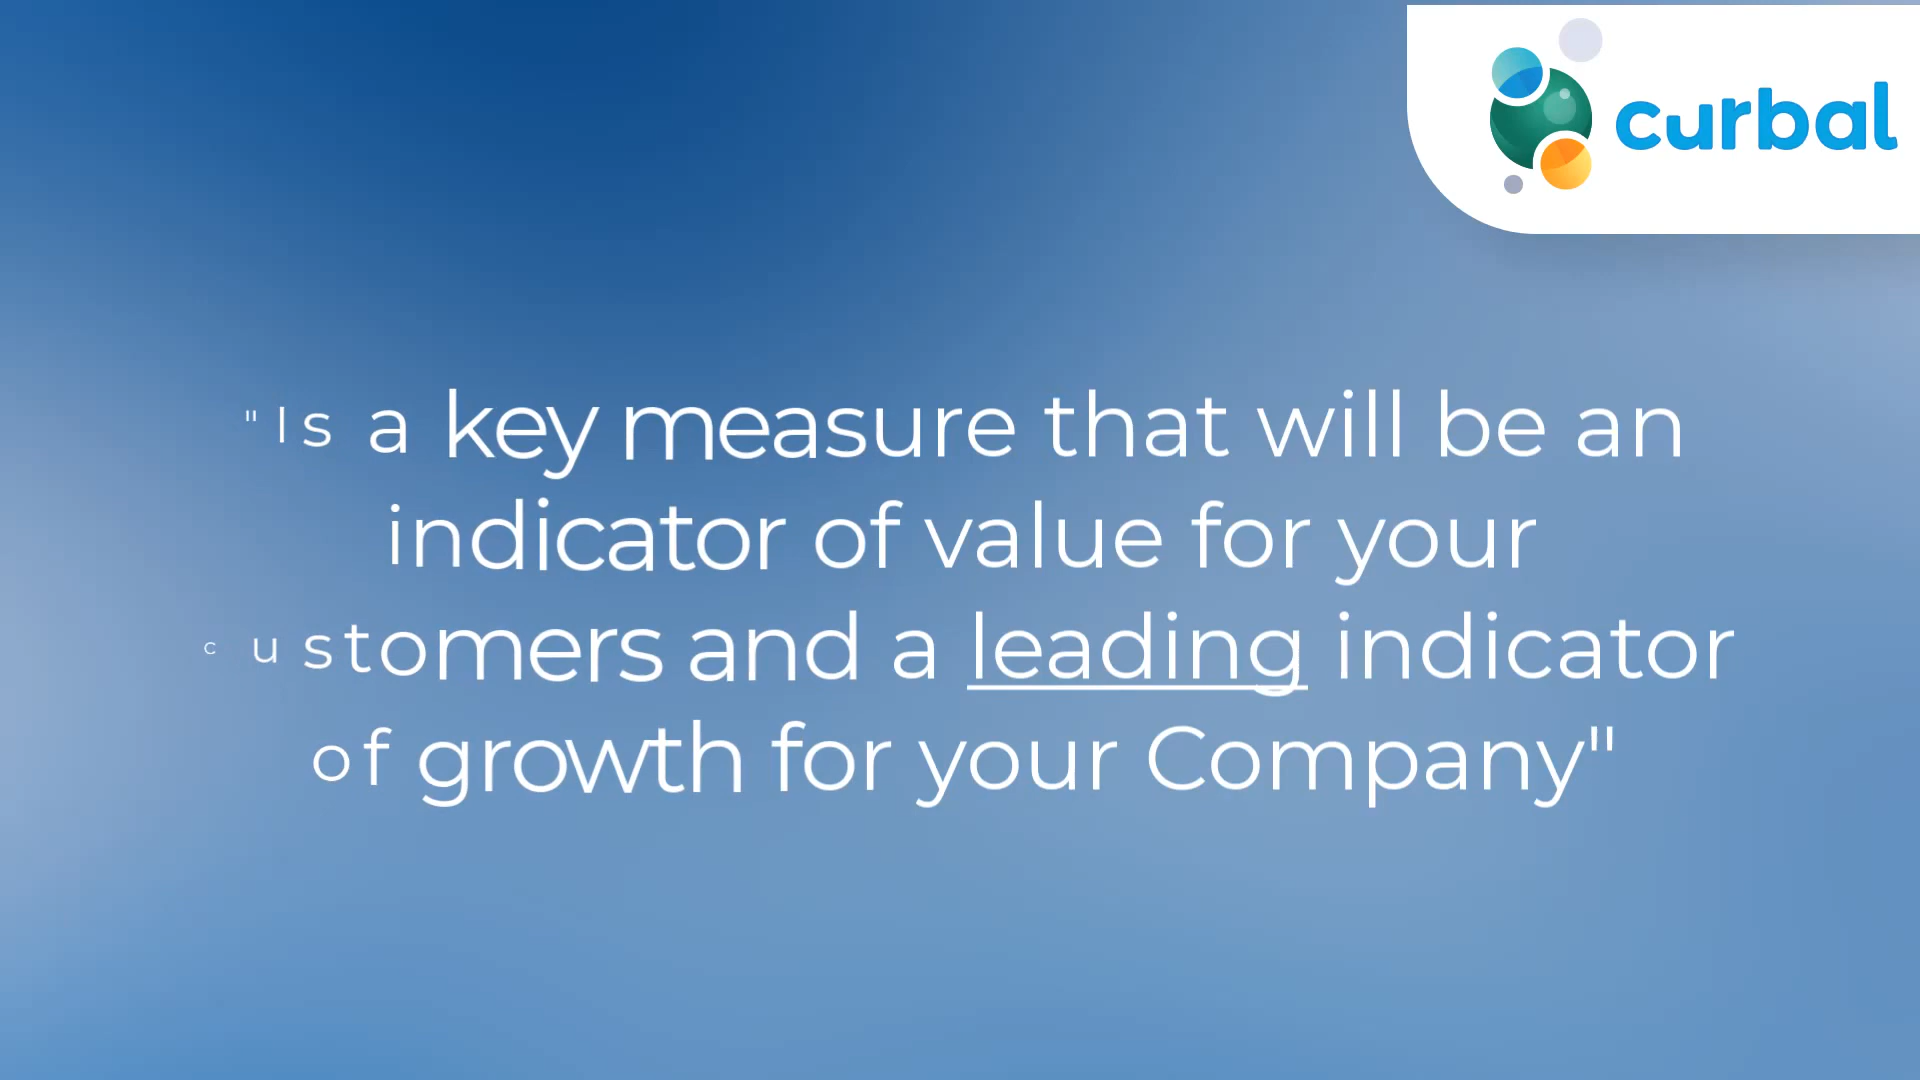 curbal
"Is a key measure that will be an
indicator of value for your
customers and a leading indicator
of growth for your Company"